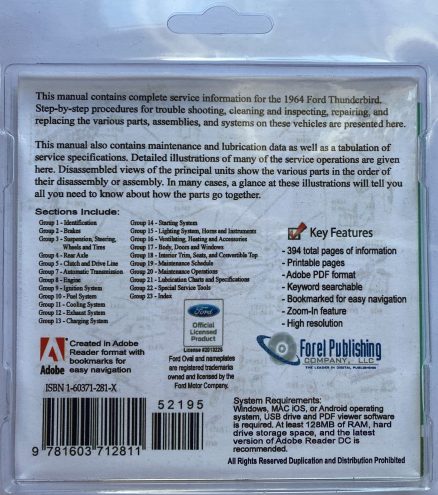 This manual contains complete service information for the 1964 Ford Thunderbird.
Step-by-step procedures for trouble shooting, cleaning and inspecting, repairing, and
replacing the various parts, assemblies, and systems on these vehicles are presented here.
This manual also contains maintenance and lubrication data as well as a tabulation of
service specifications. Detailed illustrations of many of the service operations are given
here. Disassembled views of the principal units show the various parts in the order of
their disassembly or assembly. In many cases, a glance at these illustrations will tell you
all you need to know about how the parts go together.
Sections Include:
Group 1 - Identification
Group 2 - Brakes
Group 3 - Suspension, Steering,
Wheels and Tires
Group 4 - Rear Axle
Group 5 - Clutch and Drive Line
Group 7 - Automatic Transmission
Group 8 - Engine
Group 9 - Ignition System
Group 10 - Fuel System
Group 11 - Cooling System
Group 12 - Exhaust System
Group 13 - Charging System
Group 14 - Starting System
Group 15 - Lighting System, Horns and Instruments
Group 16 - Ventilating, Heating and Accessories
Group 17 - Body, Doors and Windows
Group 18 - Interior Trim, Seats, and Convertible Top
Group 19 - Maintenance Schedule
Group 20 - Maintenance Operations
Group 21 - Lubrication Charts and Specifications
Group 22 - Special Service Tools
Group 23 - Index
Key Features
- 394 total pages of information
- Printable pages
- Adobe PDF format
- Keyword searchable
- Bookmarked for easy navigation
- Zoom-In feature
- High resolution
Ford
Official
Licensed
Product
License #2013226
Ford Oval and nameplates
are registered trademarks
owned and licensed by the
Ford Motor Company.
Adobe
Created in Adobe
Reader format with
bookmarks for
easy navigation
Forel Publishing
COMPANY, LLC
THE LEADER IN DIGITAL PUBLISHING
ISBN 1-60371-281-X
52195
9 781603 712811
System Requirements:
Windows, MAC iOS, or Android operating
system, USB drive and PDF viewer software
is required. At least 128MB of RAM, hard
drive storage space, and the latest
version of Adobe Reader DC is
recommended.
All Rights Reserved Duplication and Distribution Prohibited